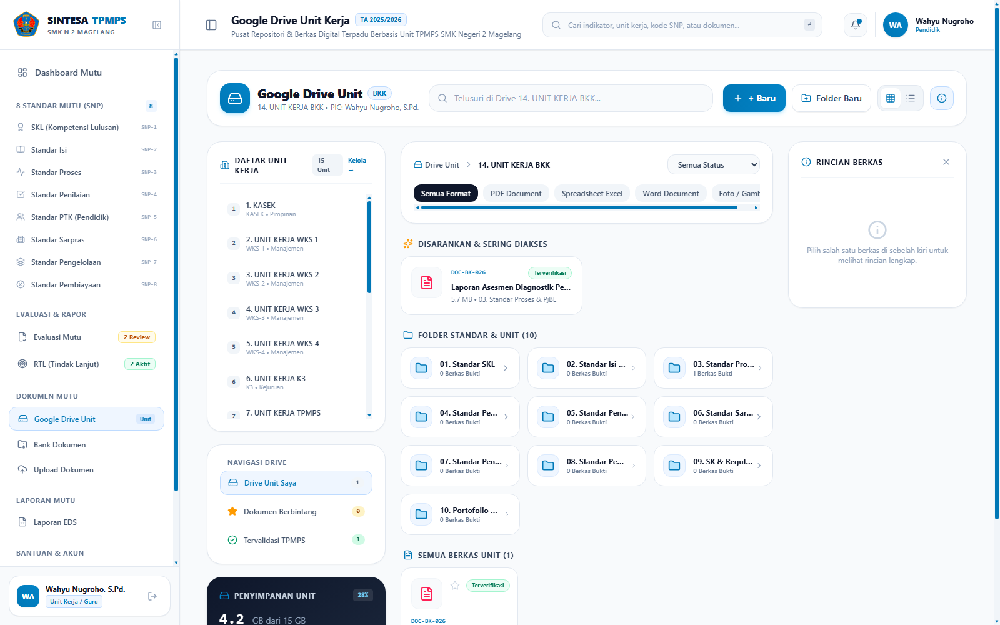 SINTESA TPMPS
SMK N 2 MAGELANG
Google Drive Unit Kerja
TA 2025/2026
Pusat Repositori & Berkas Digital Terpadu Berbasis Unit TPMPS SMK Negeri 2 Magelang
Cari indikator, unit kerja, kode SNP, atau dokumen...
WA
Wahyu Nugroho
Pendidik
Dashboard Mutu
8 STANDAR MUTU (SNP)
8
SKL (Kompetensi Lulusan)
SNP-1
Standar Isi
SNP-2
Standar Proses
SNP-3
Standar Penilaian
SNP-4
Standar PTK (Pendidik)
SNP-5
Standar Sarpras
SNP-6
Standar Pengelolaan
SNP-7
Standar Pembiayaan
SNP-8
EVALUASI & RAPOR
Evaluasi Mutu
2 Review
RTL (Tindak Lanjut)
2 Aktif
DOKUMEN MUTU
Google Drive Unit
Unit
Bank Dokumen
Upload Dokumen
LAPORAN MUTU
Laporan EDS
BANTUAN & AKUN
WA
Wahyu Nugroho, S.Pd.
Unit Kerja / Guru
Google Drive Unit
BKK
14. UNIT KERJA BKK • PIC: Wahyu Nugroho, S.Pd.
Telusuri di Drive 14. UNIT KERJA BKK...
+ Baru
Folder Baru
DAFTAR UNIT KERJA
15 Unit
Kelola →
1
1. KASEK
KASEK • Pimpinan
2
2. UNIT KERJA WKS 1
WKS-1 • Manajemen
3
3. UNIT KERJA WKS 2
WKS-2 • Manajemen
4
4. UNIT KERJA WKS 3
WKS-3 • Manajemen
5
5. UNIT KERJA WKS 4
WKS-4 • Manajemen
6
6. UNIT KERJA K3
K3 • Kejuruan
7
7. UNIT KERJA TPMPS
NAVIGASI DRIVE
Drive Unit Saya
1
Dokumen Berbintang
0
Tervalidasi TPMPS
1
PENYIMPANAN UNIT
28%
4.2 GB dari 15 GB
Drive Unit
14. UNIT KERJA BKK
Semua Status
Semua Format
PDF Document
Spreadsheet Excel
Word Document
Foto / Gamb
DISARANKAN & SERING DIAKSES
DOC-BK-026
Terverifikasi
Laporan Asesmen Diagnostik Pe...
5.7 MB • 03. Standar Proses & PJBL
FOLDER STANDAR & UNIT (10)
01. Standar SKL
0 Berkas Bukti
02. Standar Isi ...
0 Berkas Bukti
03. Standar Pro...
1 Berkas Bukti
04. Standar Pe...
0 Berkas Bukti
05. Standar Pen...
0 Berkas Bukti
06. Standar Sar...
0 Berkas Bukti
07. Standar Pen...
0 Berkas Bukti
08. Standar Pe...
0 Berkas Bukti
09. SK & Regul...
0 Berkas Bukti
10. Portofolio ...
0 Berkas Bukti
SEMUA BERKAS UNIT (1)
Terverifikasi
DOC-BK-026
RINCIAN BERKAS
Pilih salah satu berkas di sebelah kiri untuk
melihat rincian lengkap.